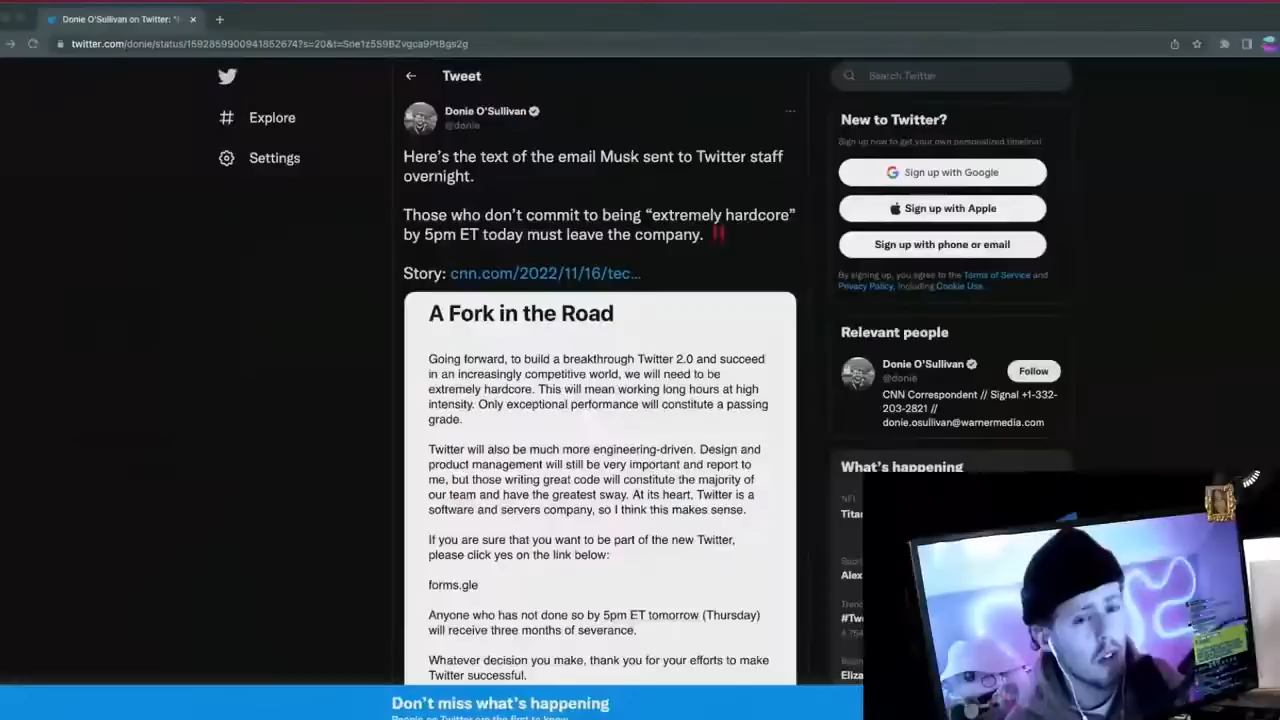 Donie O'Sullivan on Twitter: "
twitter.com/donie/status/1592859900941852674?s=20&t=
Explore
Settings
Tweet
Donie O'Sullivan
@donie
Here's the text of the email Musk sent to Twitter staff
overnight.
Those who don't commit to being “extremely hardcore”
by 5pm ET today must leave the company. ‼
Story: cnn.com/2022/11/16/tec...
A Fork in the Road
Going forward, to build a breakthrough Twitter 2.0 and succeed
in an increasingly competitive world, we will need to be
extremely hardcore. This will mean working long hours at high
intensity. Only exceptional performance will constitute a passing
grade.
Twitter will also be much more engineering-driven. Design and
product management will still be very important and report to
me, but those writing great code will constitute the majority of
our team and have the greatest sway. At its heart, Twitter is a
software and servers company, so I think this makes sense.
If you are sure that you want to be part of the new Twitter,
please click yes on the link below:
forms.gle
Anyone who has not done so by 5pm ET tomorrow (Thursday)
will receive three months of severance.
Whatever decision you make, thank you for your efforts to make
Twitter successful.
Search Twitter
New to Twitter?
Sign up now to get your own personalized timeline!
Sign up with Google
Sign up with Apple
Sign up with phone or email
By signing up, you agree to the Terms of Service and
Privacy Policy, including Cookie Use.
Relevant people
Donie O'Sullivan
@donie
Follow
CNN Correspondent // Signal +1-332-
203-2821 //
donie.osullivan@warnermedia.com
What's happening
NFL
Titan
Alex
#Tw
Eliza
Don't miss what's happening
People on Twitter are the first to know.